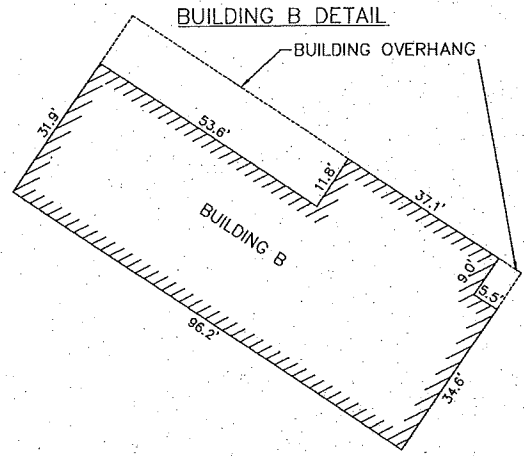 BUILDING B DETAIL
BUILDING OVERHANG
31.9'
53.6'
11.8'
37.1'
BUILDING B
9.0'
5.5'
96.2'
34.6'